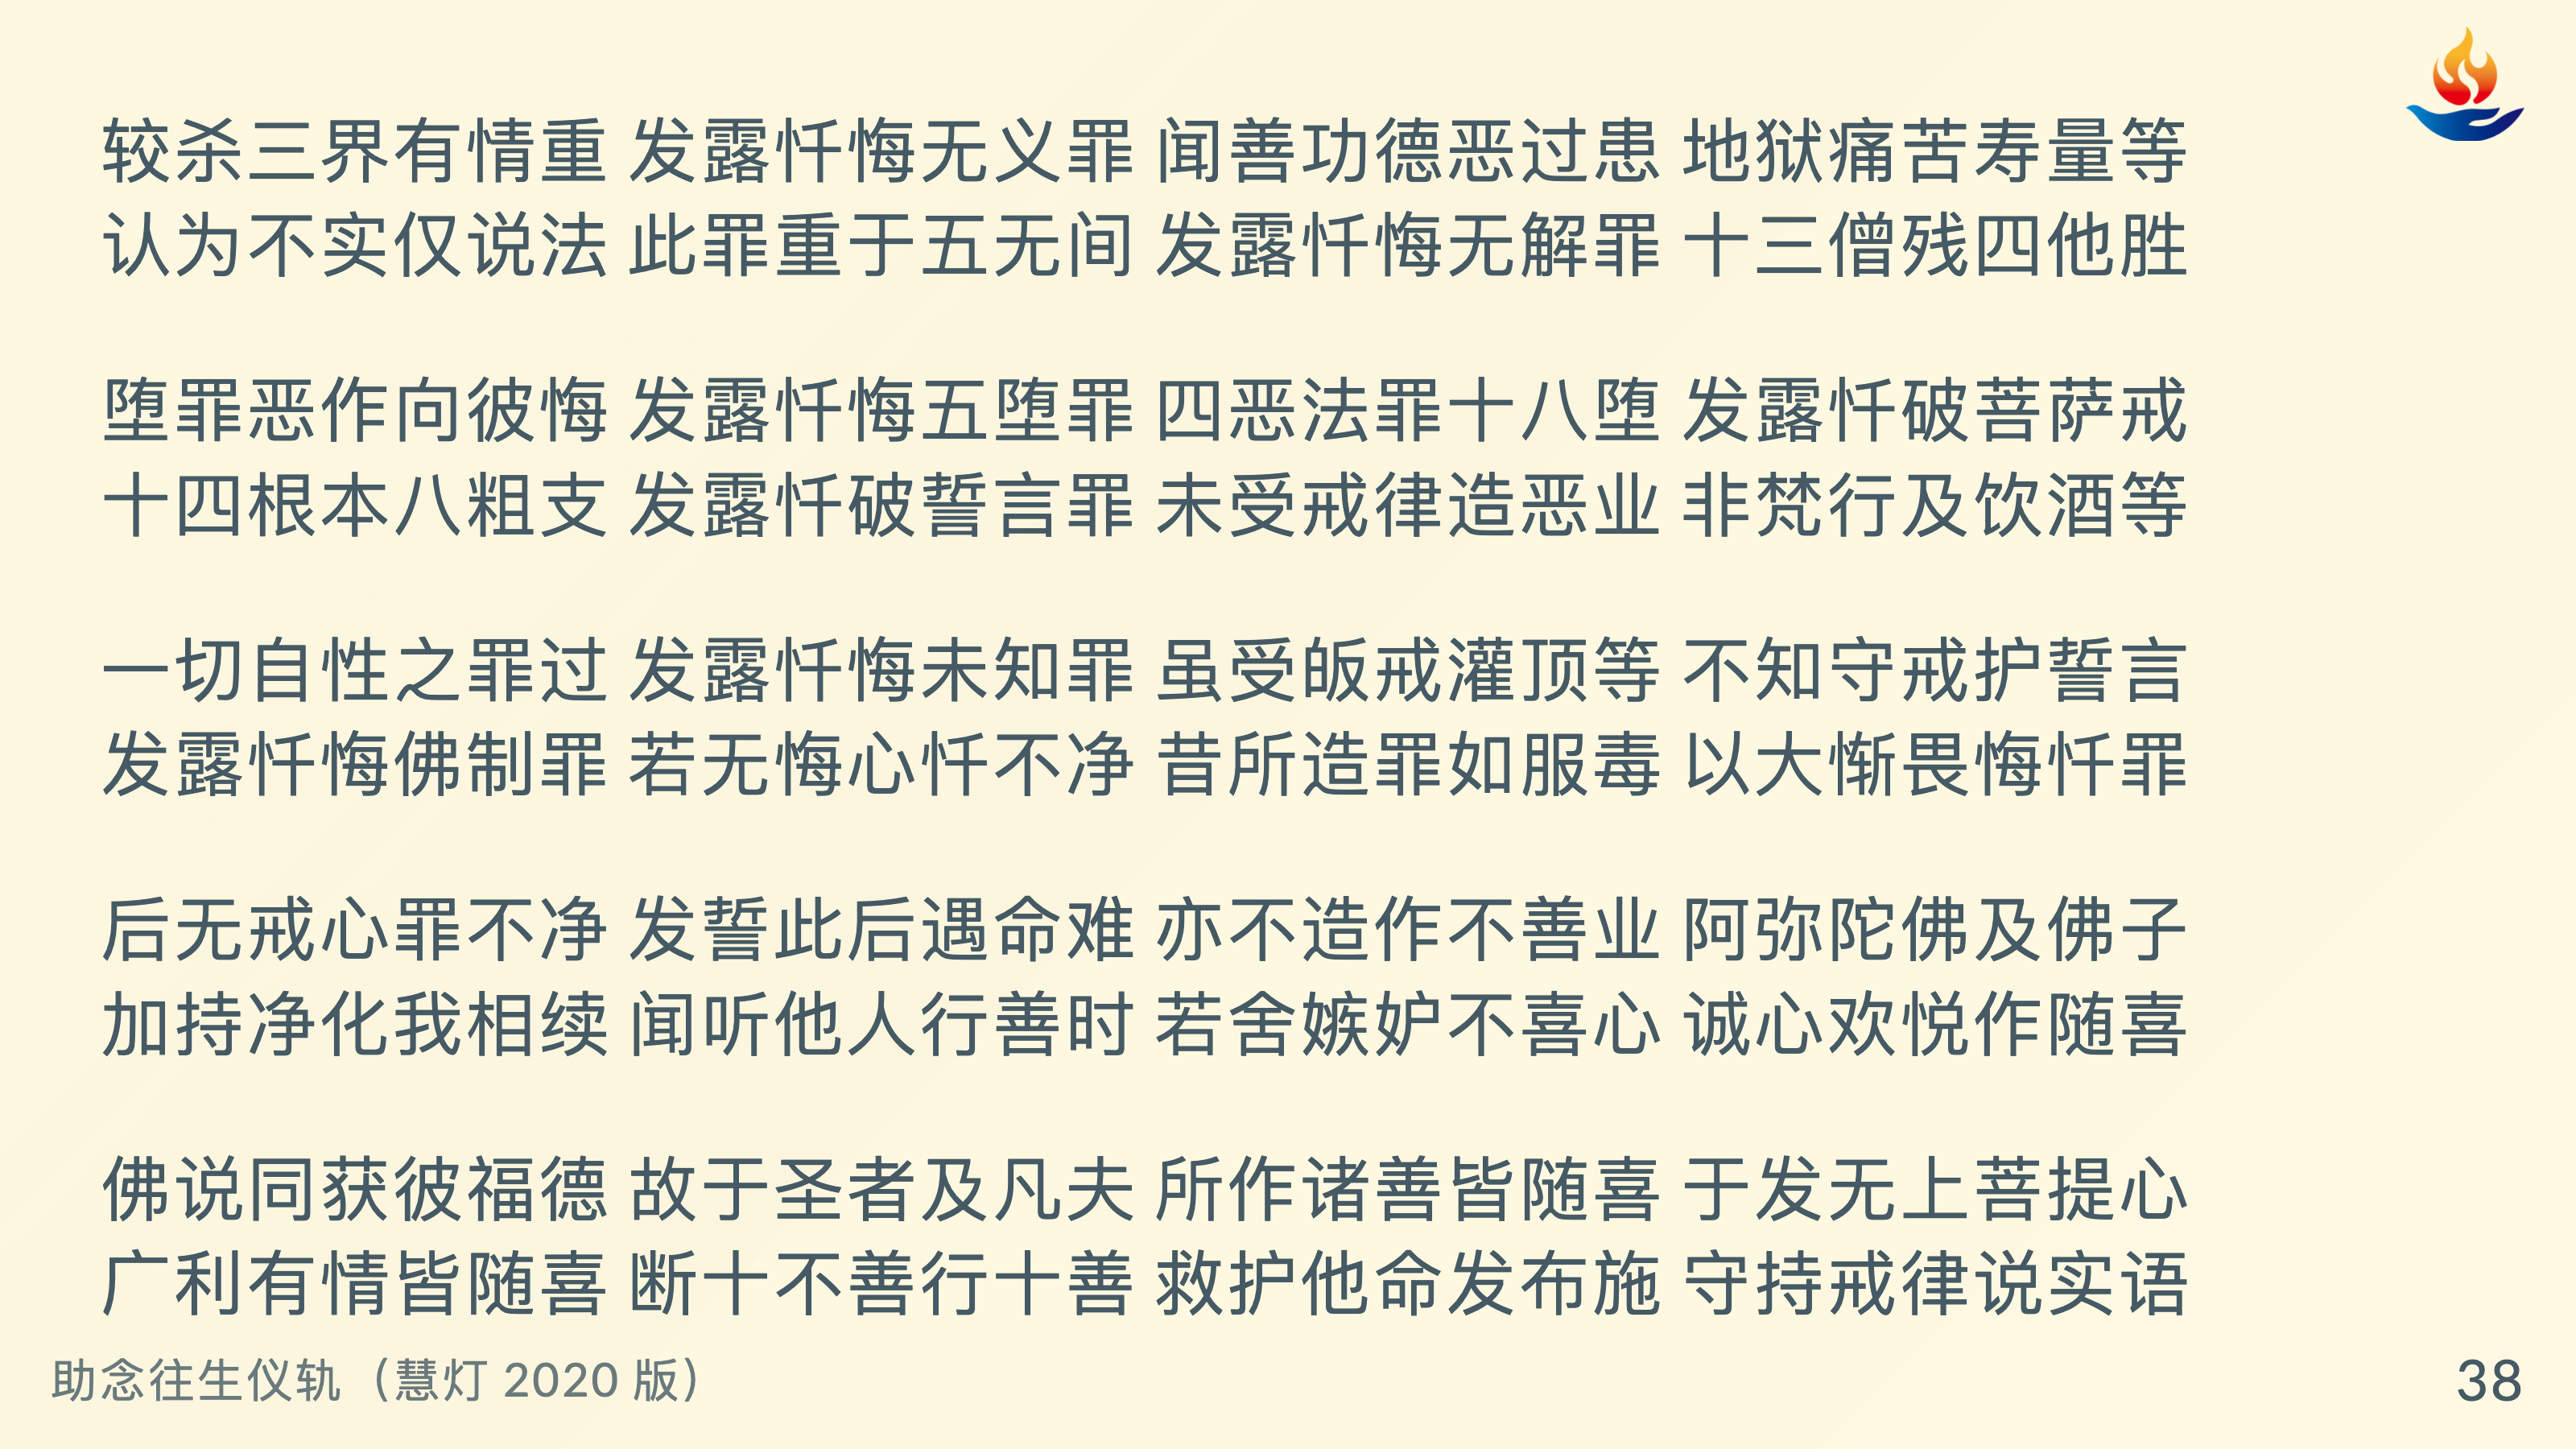 较杀三界有情重 发露忏悔无义罪 闻善功德恶过患 地狱痛苦寿量等
认为不实仅说法 此罪重于五无间 发露忏悔无解罪 十三僧残四他胜
堕罪恶作向彼悔 发露忏悔五堕罪 四恶法罪十八堕 发露忏破菩萨戒
十四根本八粗支 发露忏破誓言罪 未受戒律造恶业 非梵行及饮酒等
一切自性之罪过 发露忏悔未知罪 虽受皈戒灌顶等 不知守戒护誓言
发露忏悔佛制罪 若无悔心忏不净 昔所造罪如服毒 以大惭畏悔忏罪
后无戒心罪不净 发誓此后遇命难 亦不造作不善业 阿弥陀佛及佛子
加持净化我相续 闻听他人行善时 若舍嫉妒不喜心 诚心欢悦作随喜
佛说同获彼福德 故于圣者及凡夫 所作诸善皆随喜 于发无上菩提心
广利有情皆随喜 断十不善行十善 救护他命发布施 守持戒律说实语
助念往生仪轨（慧灯 2020 版）
38